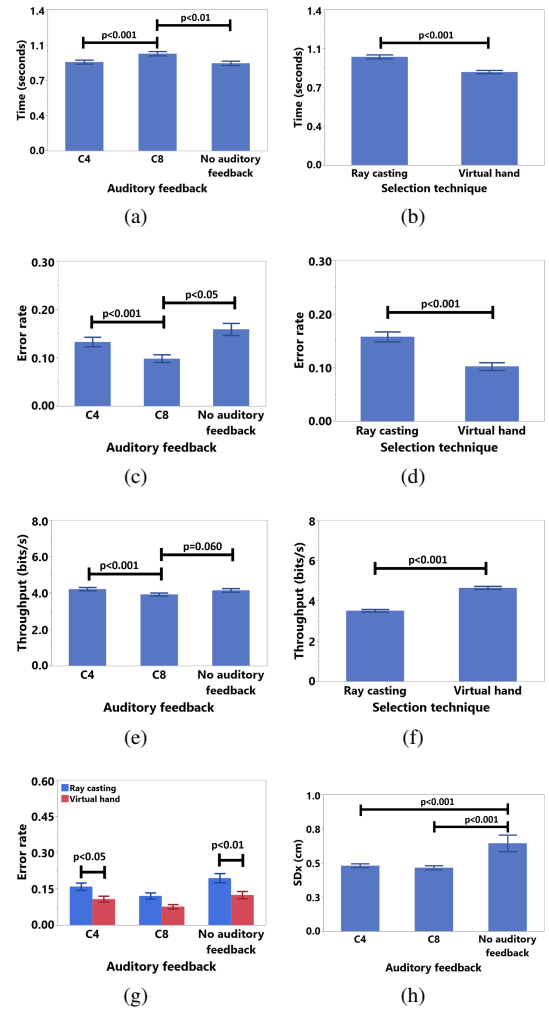 1.4
1.1
0.7
0.4
0.0
Time (seconds)
p<0.001
p<0.01
C4
C8
No auditory
feedback
Auditory feedback
(a)
1.4
1.1
0.7
0.4
0.0
Time (seconds)
p<0.001
Ray casting
Virtual hand
Selection technique
(b)
0.30
0.20
0.10
0.00
Error rate
p<0.001
p<0.05
C4
C8
No auditory
feedback
Auditory feedback
(c)
0.30
0.20
0.10
0.00
Error rate
p<0.001
Ray casting
Virtual hand
Selection technique
(d)
8.0
6.0
4.0
2.0
0.0
Throughput (bits/s)
p<0.001
p=0.060
C4
C8
No auditory
feedback
Auditory feedback
(e)
8
6
4
2
0
Throughput (bits/s)
p<0.001
Ray casting
Virtual hand
Selection technique
(f)
0.60
0.45
0.30
0.15
0.00
Error rate
Ray casting
Virtual hand
p<0.05
p<0.01
C4
C8
No auditory
feedback
Auditory feedback
(g)
1.0
0.8
0.5
0.3
0.0
SDx (cm)
p<0.001
p<0.001
C4
C8
No auditory
feedback
Auditory feedback
(h)